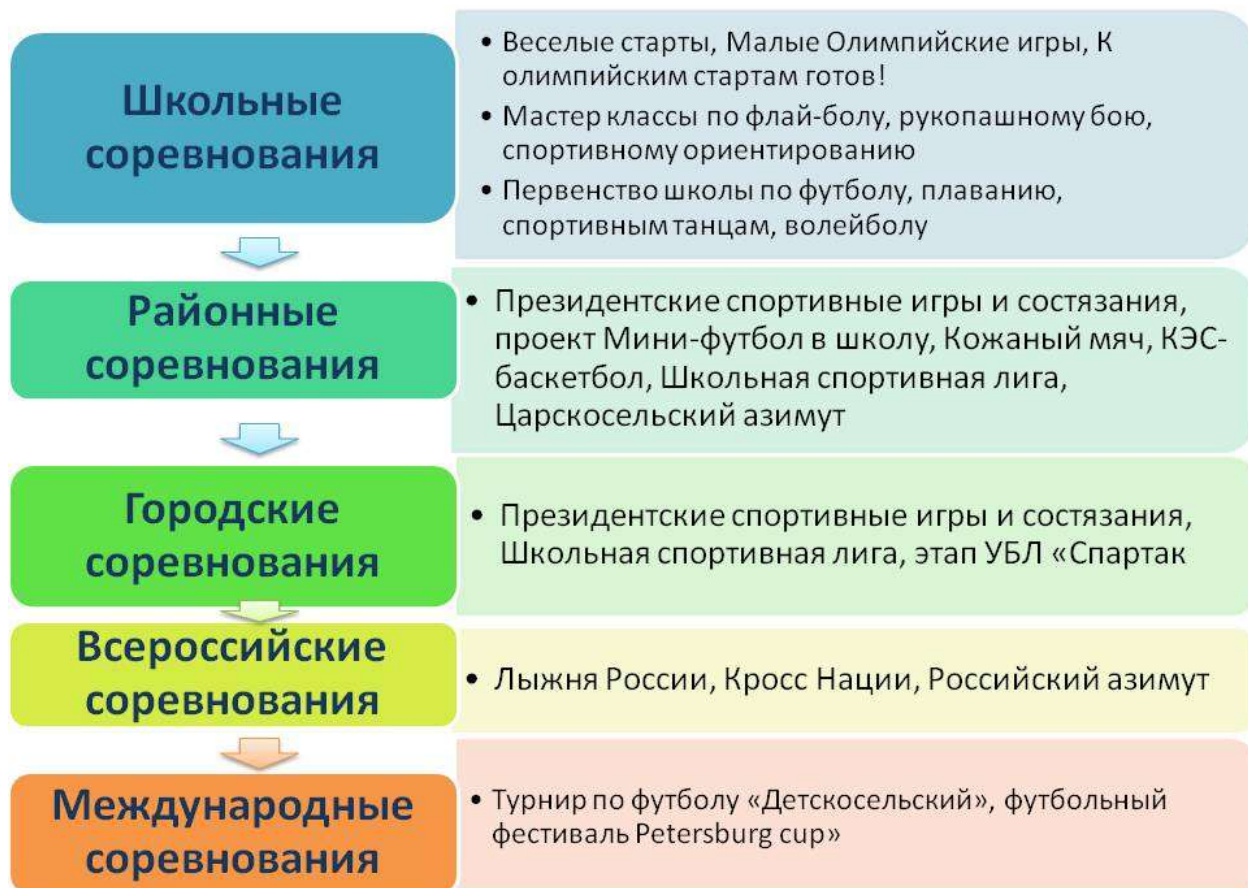 Школьные
соревнования
• Веселые старты, Малые Олимпийские игры, К
олимпийским стартам готов!
• Мастер классы по флай-болу, рукопашному бою,
спортивному ориентированию
• Первенство школы по футболу, плаванию,
спортивным танцам, волейболу
Районные
соревнования
• Президентские спортивные игры и состязания,
проект Мини-футбол в школу, Кожаный мяч, КЭС-
баскетбол, Школьная спортивная лига,
Царскосельский азимут
Городские
соревнования
• Президентские спортивные игры и состязания,
Школьная спортивная лига, этап УБЛ «Спартак
Всероссийские
соревнования
• Лыжня России, Кросс Нации, Российский азимут
Международные
соревнования
• Турнир по футболу «Детскосельский», футбольный
фестиваль Petersburg cup»